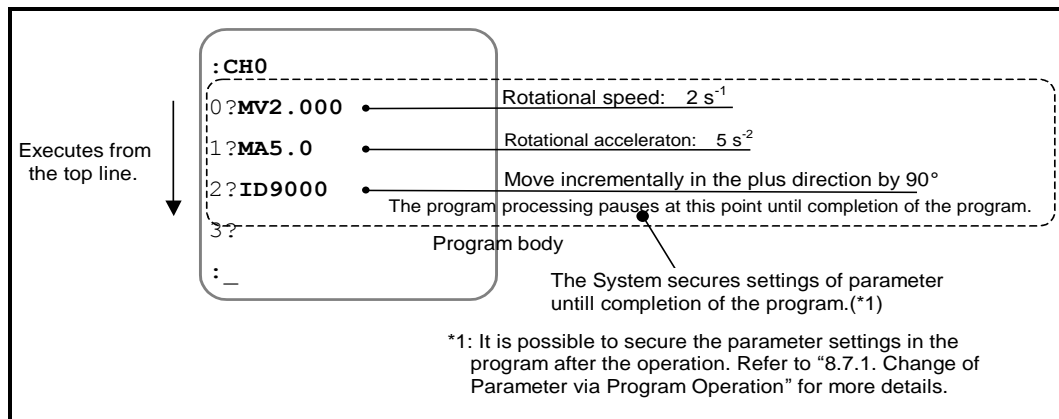 :CH0
0?MV2.000
Rotational speed: 2 s-1
1?MA5.0
Rotational acceleraton: 5 s-2
Executes from
the top line.
2?ID9000
Move incrementally in the plus direction by 90°
The program processing pauses at this point until completion of the program.
3?
Program body
:_
The System secures settings of parameter
untill completion of the program.(*1)
*1: It is possible to secure the parameter settings in the
program after the operation. Refer to “8.7.1. Change of
Parameter via Program Operation” for more details.